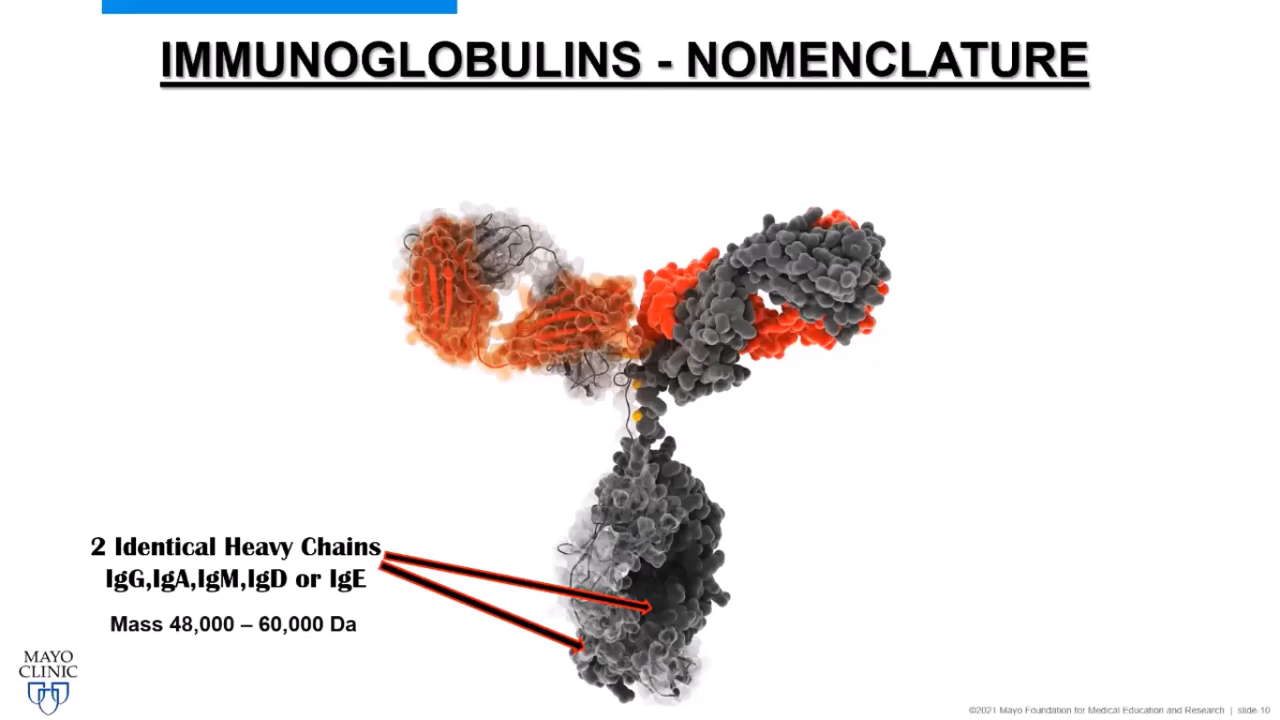 IMMUNOGLOBULINS - NOMENCLATURE
2 Identical Heavy Chains
IgG,IgA,IgM,IgD or IgE
Mass 48,000 – 60,000 Da
MAYO
CLINIC
©2021 Mayo Foundation for Medical Education and Research | slide-10